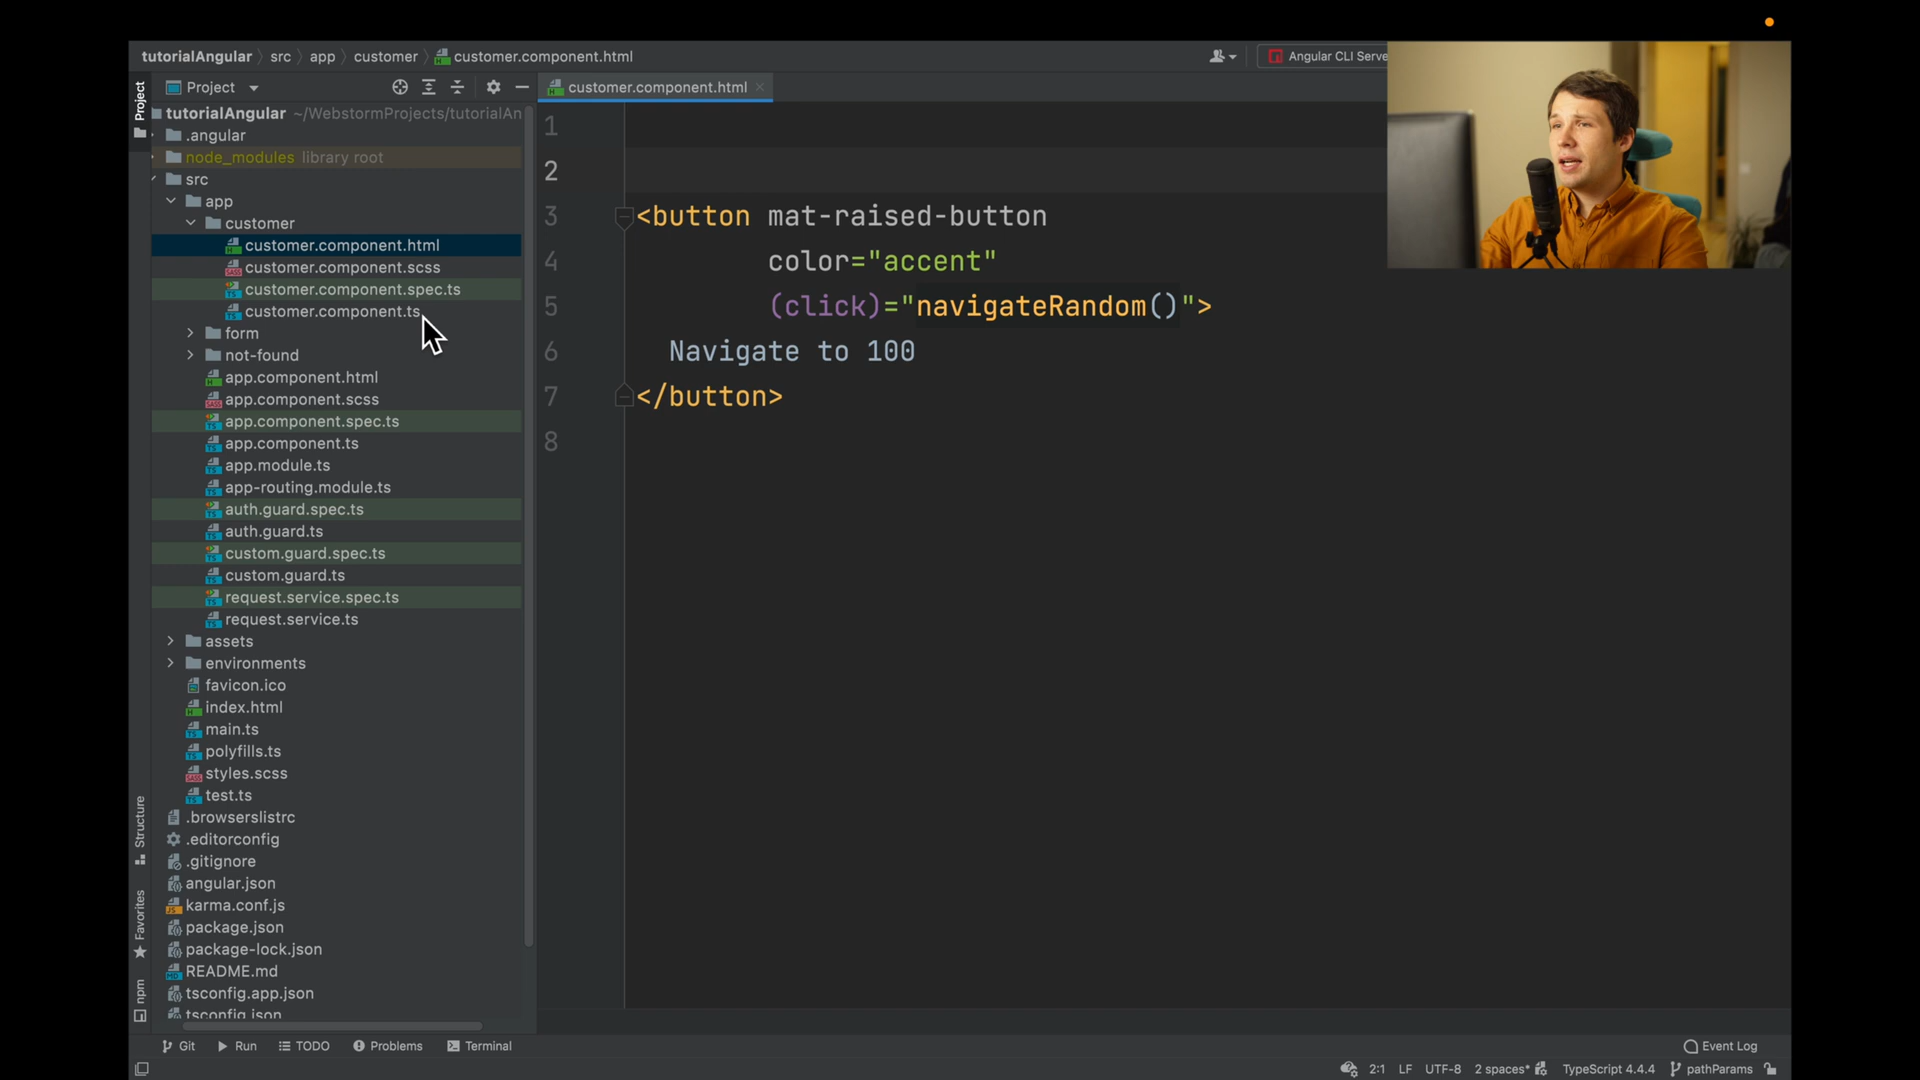 tutorialAngular src app customer customer.component.html
Angular CLI Serve
Project
Project
customer.component.html
tutorialAngular ~/WebstormProjects/tutorialAn
.angular
node_modules library root
src
app
customer
customer.component.html
customer.component.scss
customer.component.spec.ts
customer.component.ts
form
not-found
app.component.html
app.component.scss
app.component.spec.ts
app.component.ts
app.module.ts
app-routing.module.ts
auth.guard.spec.ts
auth.guard.ts
custom.guard.spec.ts
custom.guard.ts
request.service.spec.ts
request.service.ts
assets
environments
favicon.ico
index.html
main.ts
polyfills.ts
styles.scss
test.ts
.browserslistrc
.editorconfig
.gitignore
angular.json
karma.conf.js
package.json
package-lock.json
README.md
tsconfig.app.json
tsconfig.json
Structure
Favorites
npm
1
2
3 <button mat-raised-button
4 color="accent"
5 (click)="navigateRandom()">
6 Navigate to 100
7 </button>
8
Git Run TODO Problems Terminal
Event Log
2:1 LF UTF-8 2 spaces* TypeScript 4.4.4 pathParams